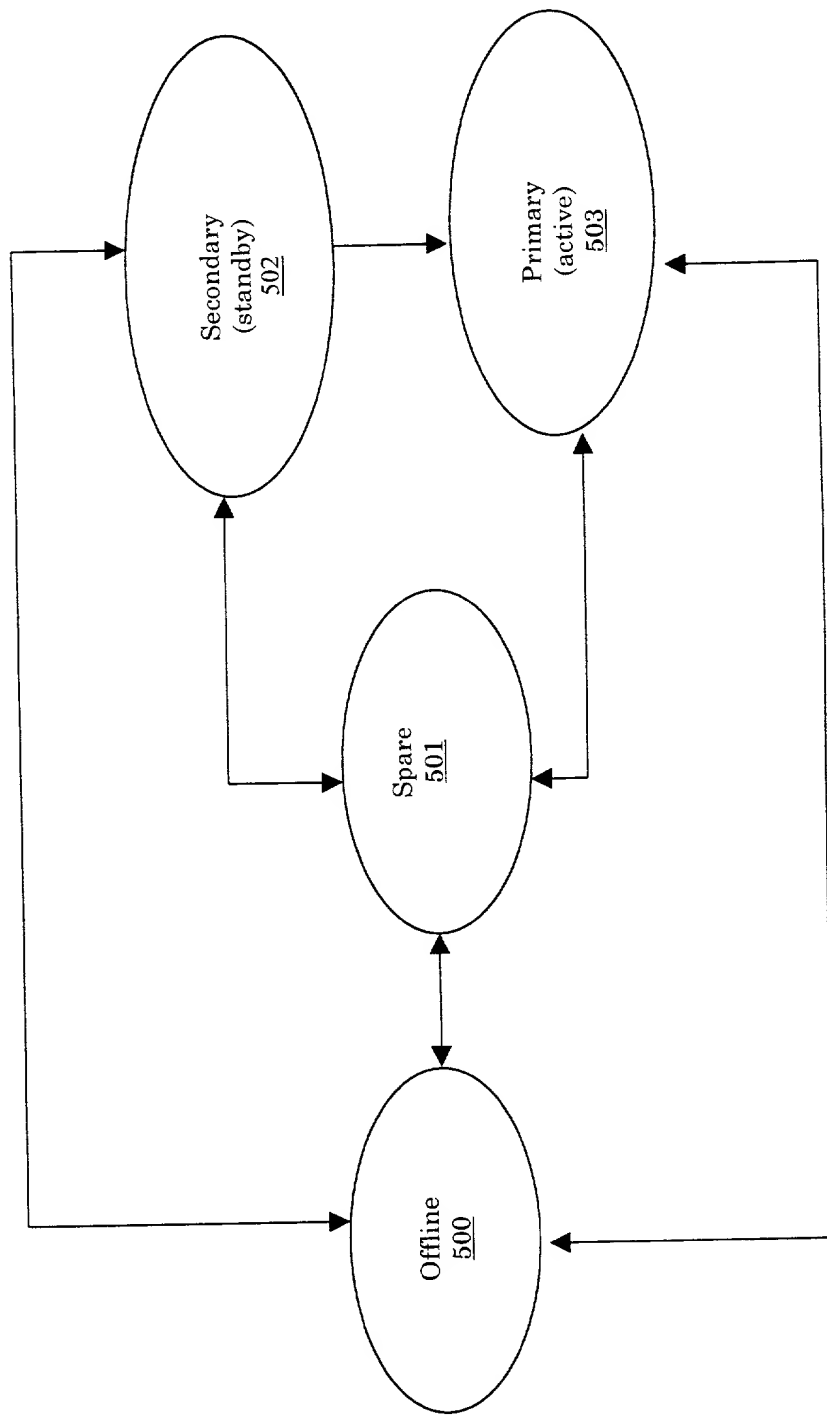 Offline
500
Spare
501
Secondary
(standby)
502
Primary
(active)
503